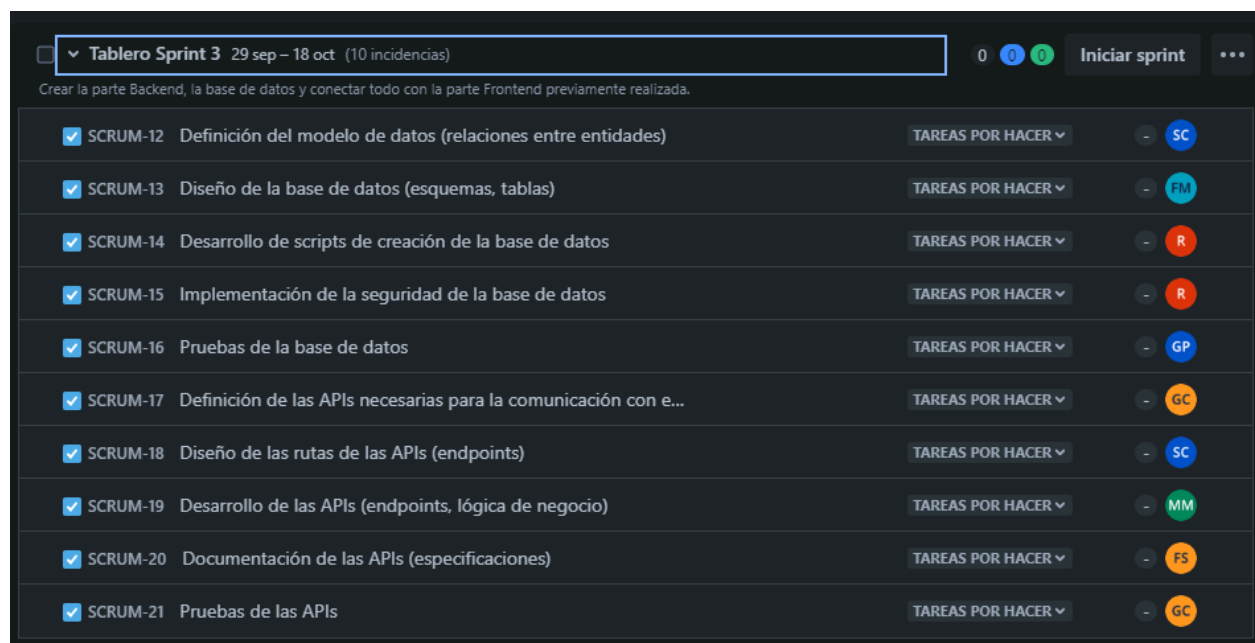 Tablero Sprint 3 29 sep – 18 oct (10 incidencias) 0 0 0 Iniciar sprint ...
Crear la parte Backend, la base de datos y conectar todo con la parte Frontend previamente realizada.
SCRUM-12 Definición del modelo de datos (relaciones entre entidades) TAREAS POR HACER - SC
SCRUM-13 Diseño de la base de datos (esquemas, tablas) TAREAS POR HACER - FM
SCRUM-14 Desarrollo de scripts de creación de la base de datos TAREAS POR HACER - R
SCRUM-15 Implementación de la seguridad de la base de datos TAREAS POR HACER - R
SCRUM-16 Pruebas de la base de datos TAREAS POR HACER - GP
SCRUM-17 Definición de las APIs necesarias para la comunicación con e... TAREAS POR HACER - GC
SCRUM-18 Diseño de las rutas de las APIs (endpoints) TAREAS POR HACER - SC
SCRUM-19 Desarrollo de las APIs (endpoints, lógica de negocio) TAREAS POR HACER - MM
SCRUM-20 Documentación de las APIs (especificaciones) TAREAS POR HACER - FS
SCRUM-21 Pruebas de las APIs TAREAS POR HACER - GC